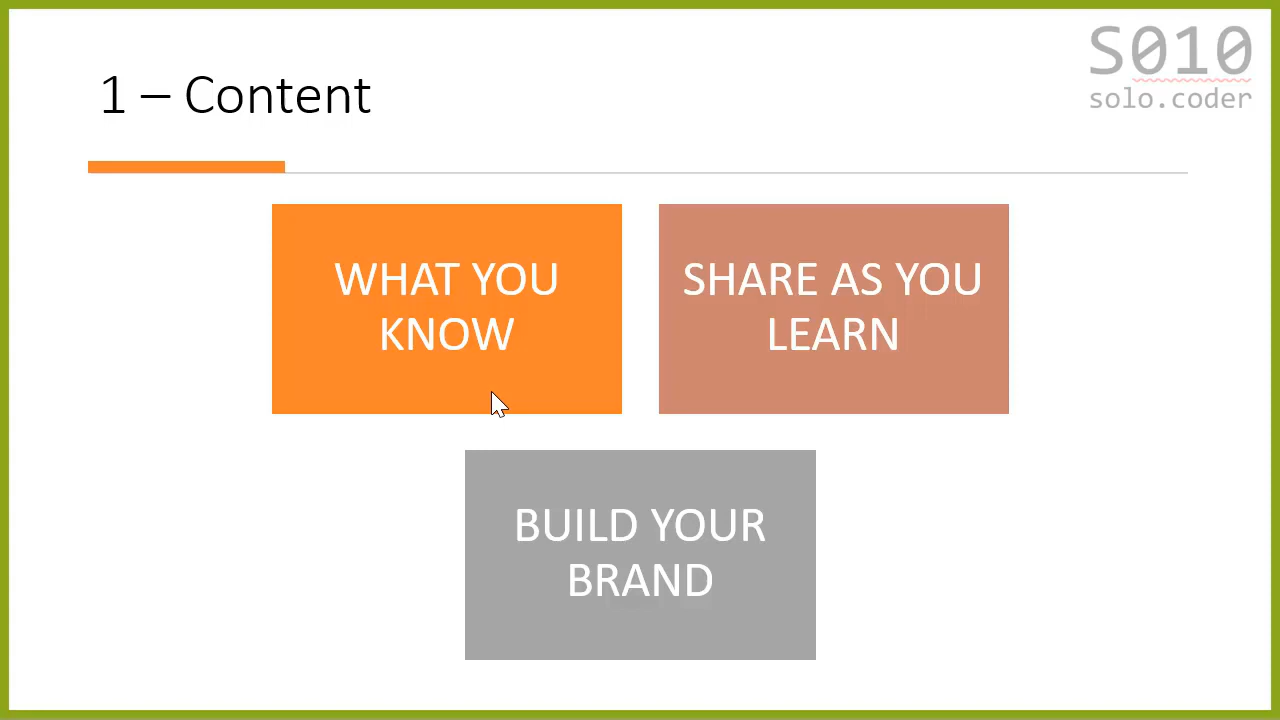 S010
solo.coder
1 – Content
WHAT YOU
KNOW
SHARE AS YOU
LEARN
BUILD YOUR
BRAND